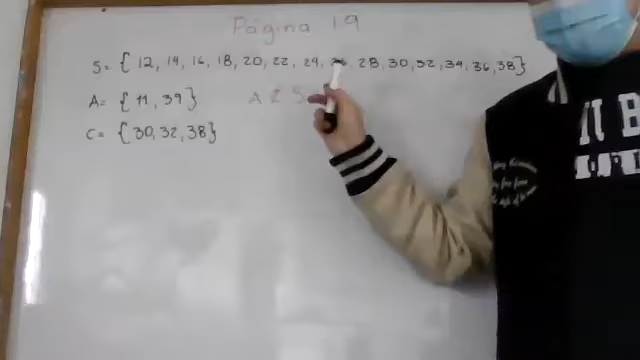 Página 19
S = { 12, 14, 16, 18, 20, 22, 24, 28, 30, 32, 34, 36, 38}
A = { 11, 39}
A ⊄ S
C = { 30, 32, 38}